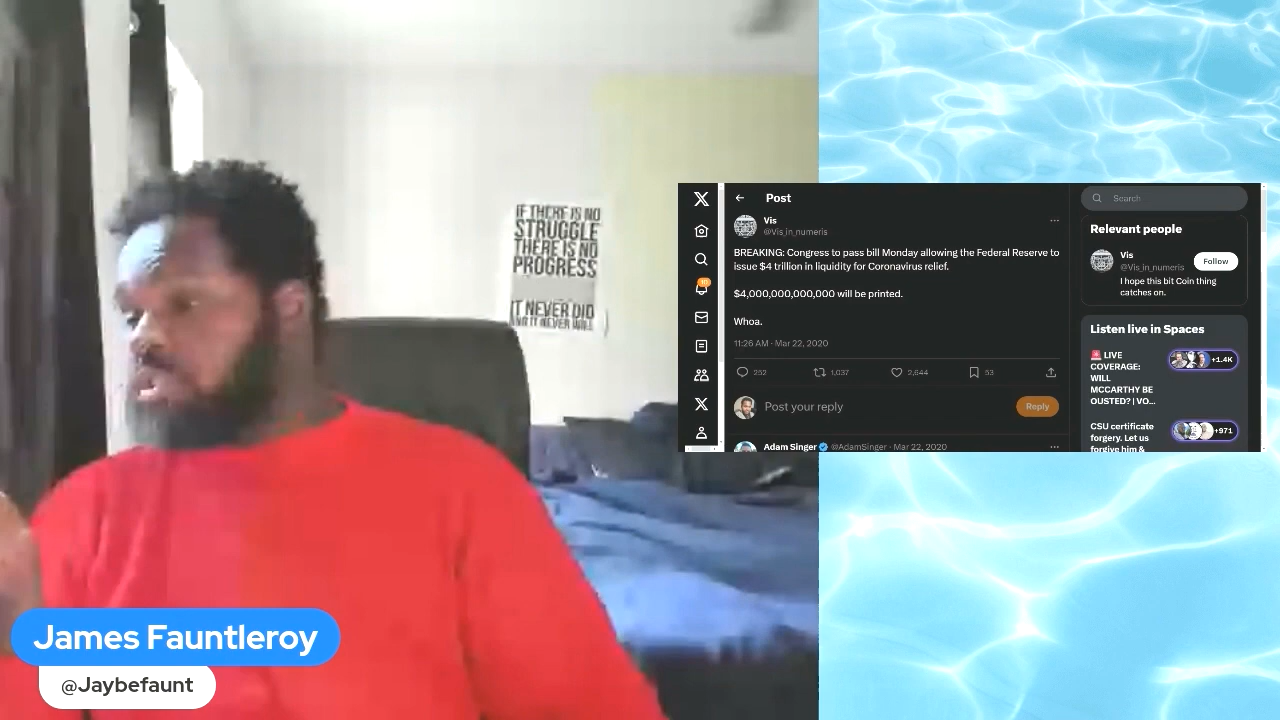 IF THERE IS NO
STRUGGLE
THERE IS NO
PROGRESS
IT NEVER DID
AND IT NEVER WILL
James Fauntleroy
@Jaybefaunt
Post
Vis
@Vis_in_numeris
BREAKING: Congress to pass bill Monday allowing the Federal Reserve to
issue $4 trillion in liquidity for Coronavirus relief.
$4,000,000,000,000 will be printed.
Whoa.
11:26 AM · Mar 22, 2020
252 1,037 2,644 53
Post your reply
Reply
Adam Singer @AdamSinger · Mar 22, 2020
Search
Relevant people
Vis
@Vis_in_numeris
Follow
I hope this bit Coin thing
catches on.
Listen live in Spaces
🚨 LIVE
COVERAGE:
WILL
MCCARTHY BE
OUSTED? | VO...
+1.4K
CSU certificate
forgery. Let us
forgive him &
+971